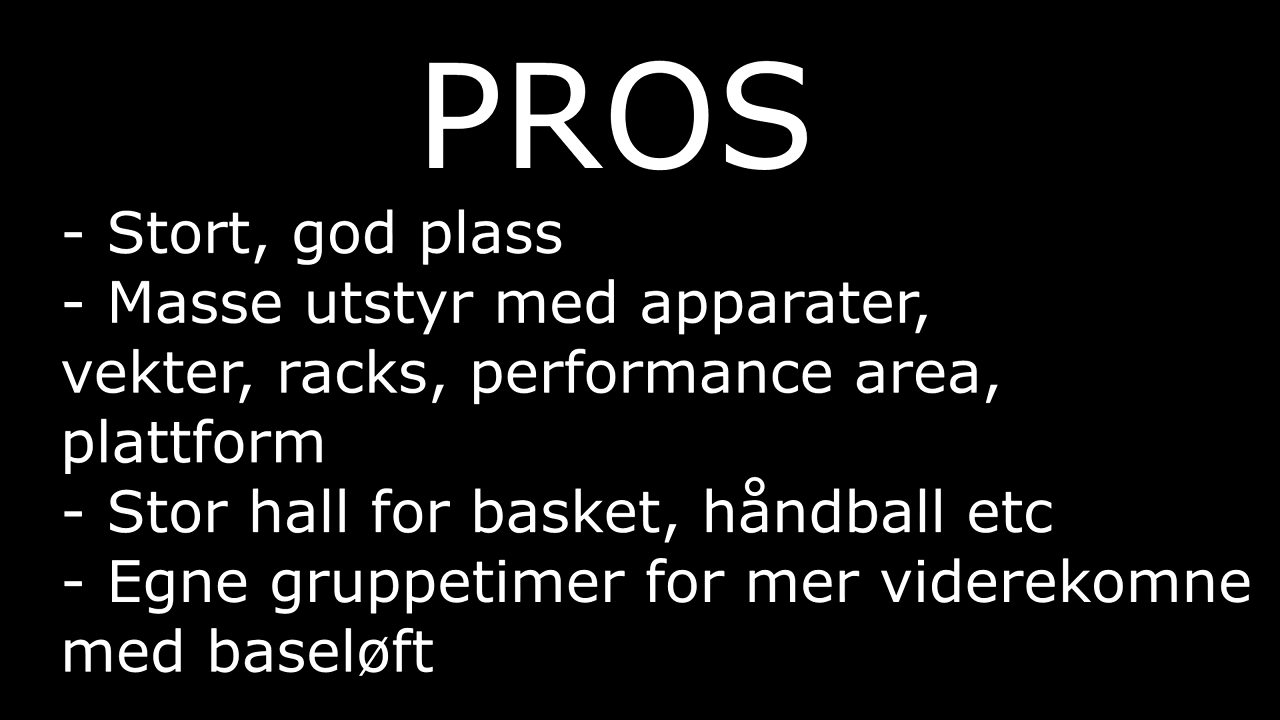 PROS
- Stort, god plass
- Masse utstyr med apparater,
vekter, racks, performance area,
plattform
- Stor hall for basket, håndball etc
- Egne gruppetimer for mer viderekomne
med baseløft